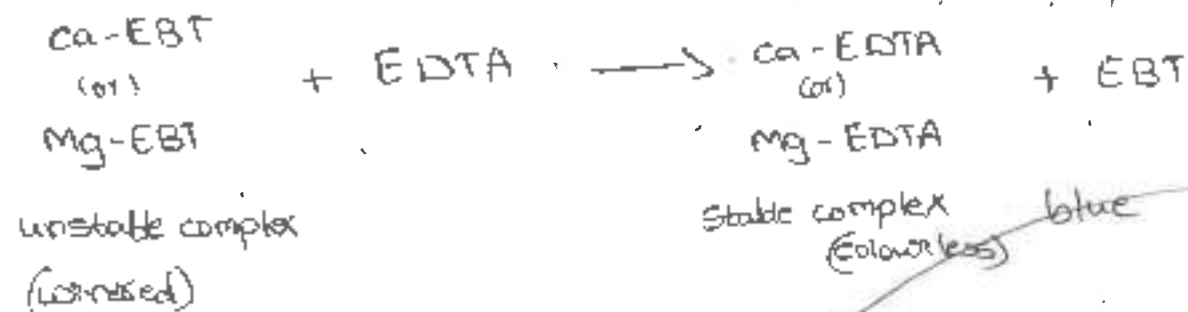 Ca-EBT
(or)
Mg-EBT
+ EDTA
→
Ca-EDTA
(or)
Mg-EDTA
+ EBT
unstable complex
stable complex
(colourless)
blue